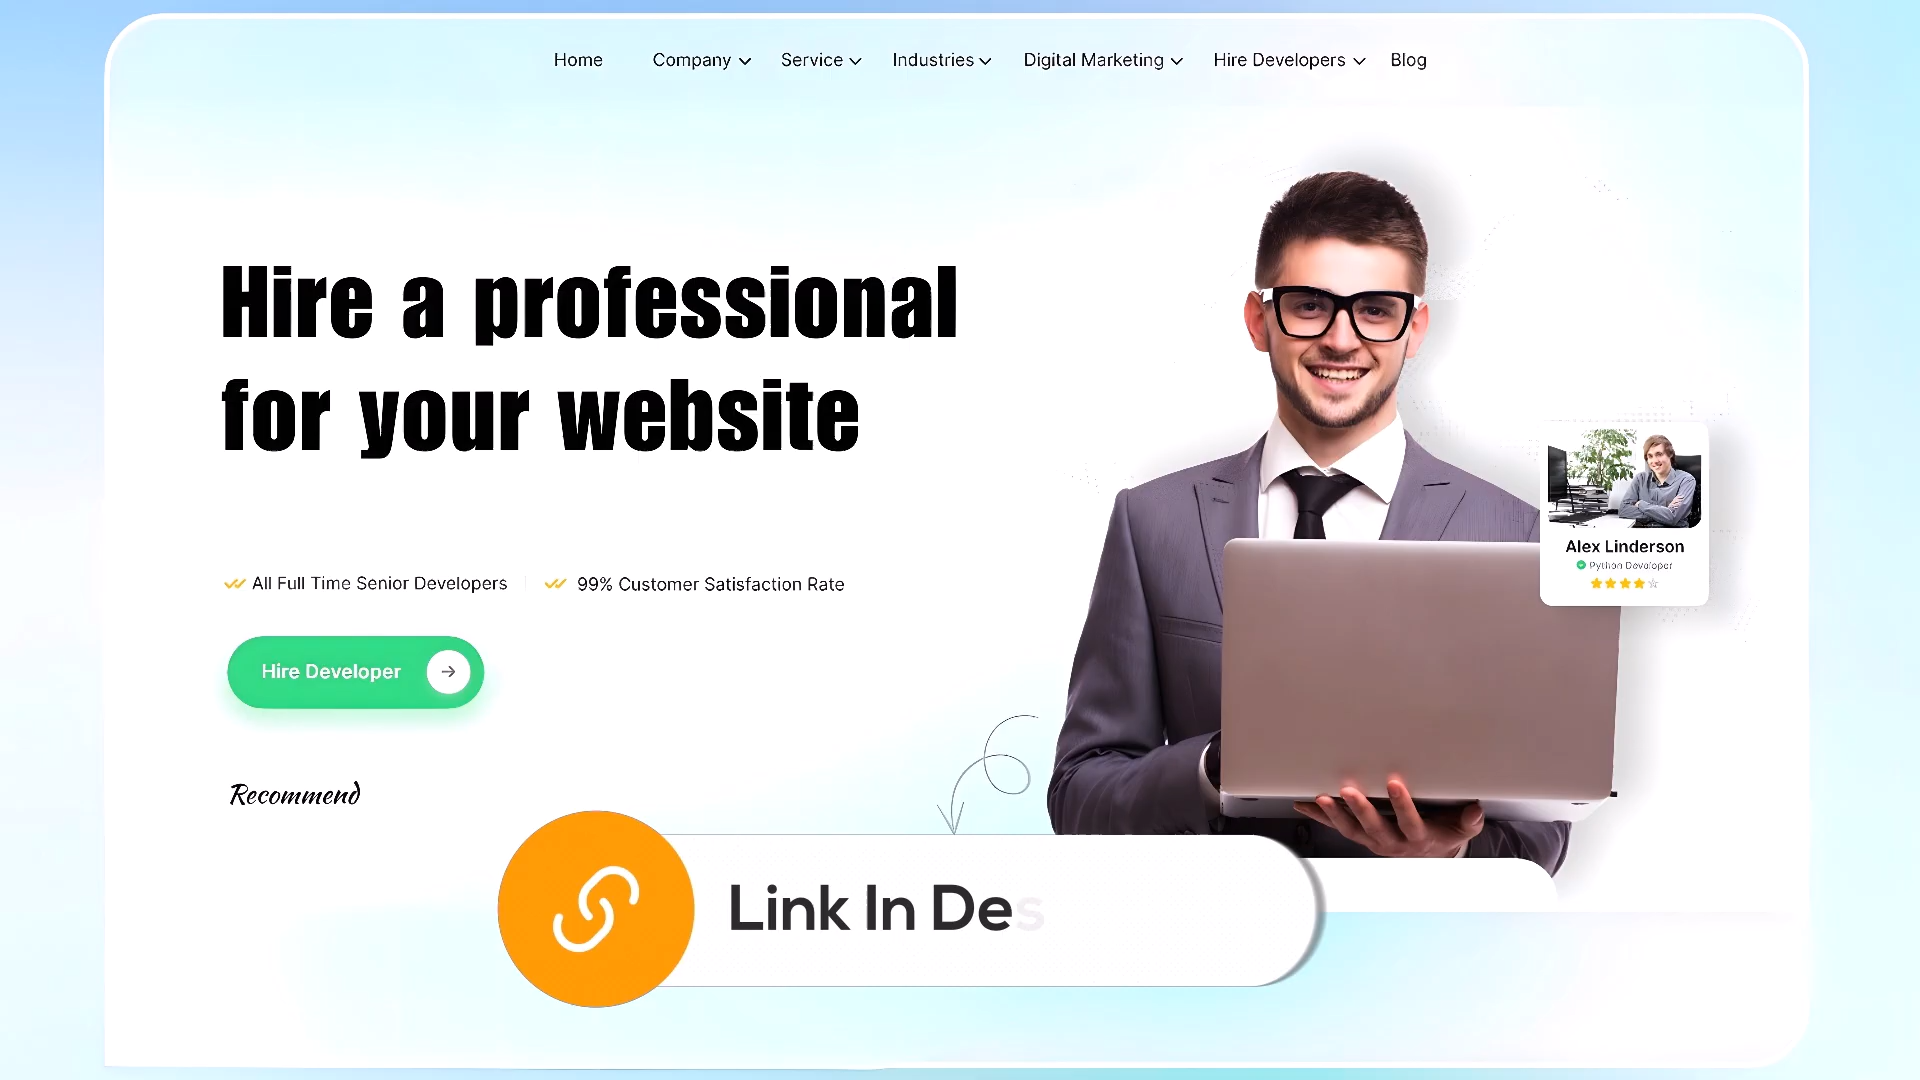 Home Company Service Industries Digital Marketing Hire Developers Blog
Hire a professional
for your website
All Full Time Senior Developers 99% Customer Satisfaction Rate
Hire Developer
Alex Linderson
Python Developer
Recommend
Link In Des